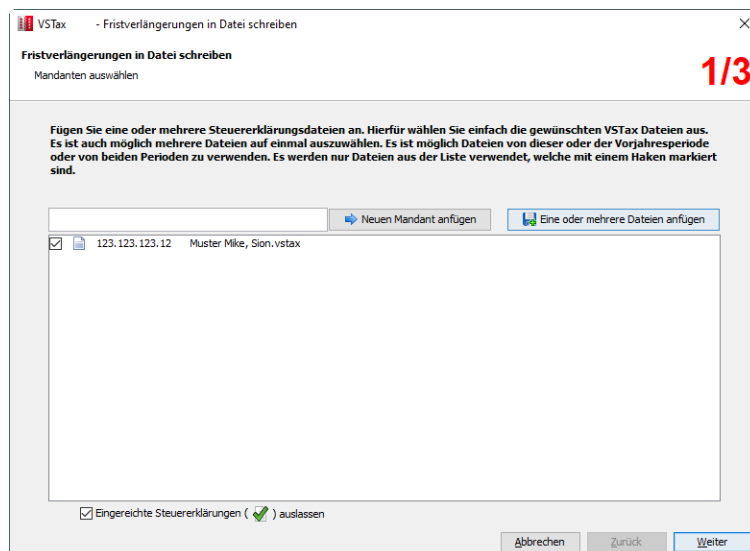 VSTax - Fristverlängerungen in Datei schreiben
Fristverlängerungen in Datei schreiben
Mandanten auswählen
1/3
Fügen Sie eine oder mehrere Steuererklärungsdateien an. Hierfür wählen Sie einfach die gewünschten VSTax Dateien aus.
Es ist auch möglich mehrere Dateien auf einmal auszuwählen. Es ist möglich Dateien von dieser oder der Vorjahresperiode
oder von beiden Perioden zu verwenden. Es werden nur Dateien aus der Liste verwendet, welche mit einem Haken markiert
sind.
Neuen Mandant anfügen
Eine oder mehrere Dateien anfügen
123.123.123.12 Muster Mike, Sion.vstax
Eingereichte Steuererklärungen ( ) auslassen
Abbrechen
Zurück
Weiter